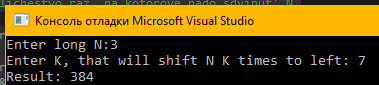 Консоль отладки Microsoft Visual Studio
Enter long N:3
Enter K, that will shift N K times to left: 7
Result: 384